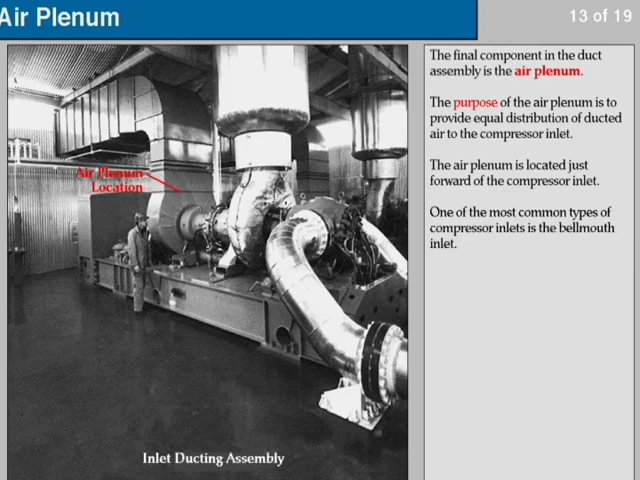 Air Plenum
13 of 19
The final component in the duct
assembly is the air plenum.
The purpose of the air plenum is to
provide equal distribution of ducted
air to the compressor inlet.
The air plenum is located just
forward of the compressor inlet.
One of the most common types of
compressor inlets is the bellmouth
inlet.
Air Plenum
Location
Inlet Ducting Assembly